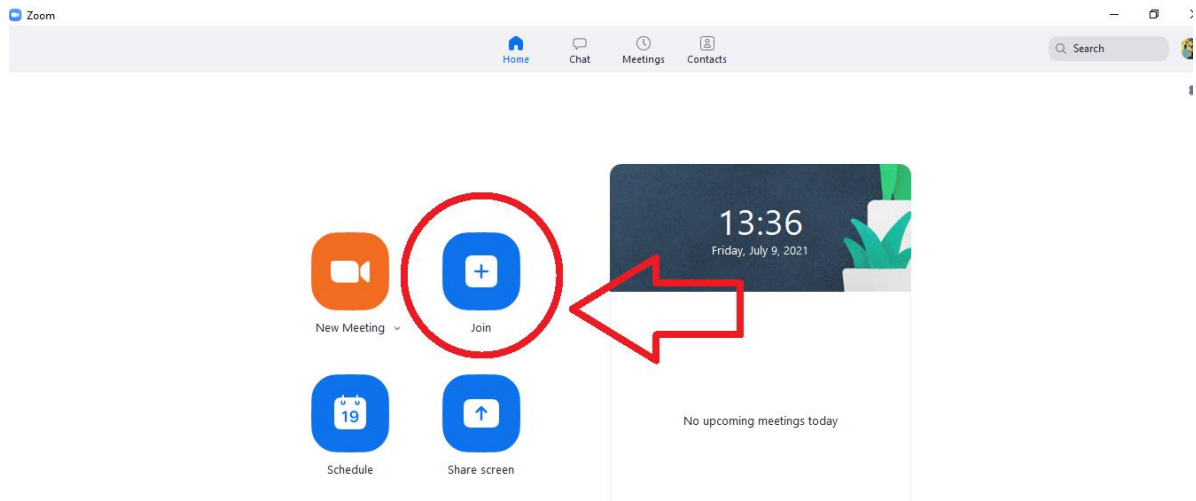 Zoom
Home
Chat
Meetings
Contacts
Search
13:36
Friday, July 9, 2021
New Meeting
Join
19
Schedule
Share screen
No upcoming meetings today